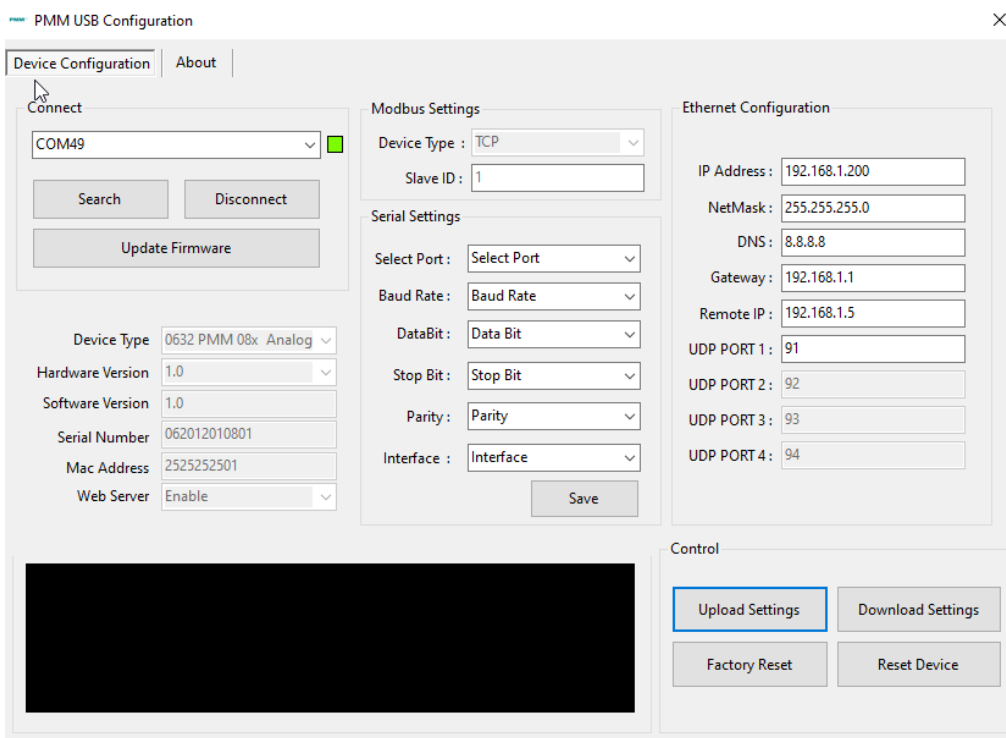 PMM PMM USB Configuration
Device Configuration
About
Connect
COM49
Search
Disconnect
Update Firmware
Device Type 0632 PMM 08x Analog
Hardware Version 1.0
Software Version 1.0
Serial Number 062012010801
Mac Address 2525252501
Web Server Enable
Modbus Settings
Device Type : TCP
Slave ID : 1
Serial Settings
Select Port : Select Port
Baud Rate : Baud Rate
DataBit : Data Bit
Stop Bit : Stop Bit
Parity : Parity
Interface : Interface
Save
Ethernet Configuration
IP Address : 192.168.1.200
NetMask : 255.255.255.0
DNS : 8.8.8.8
Gateway : 192.168.1.1
Remote IP : 192.168.1.5
UDP PORT 1 : 91
UDP PORT 2 : 92
UDP PORT 3 : 93
UDP PORT 4 : 94
Control
Upload Settings
Download Settings
Factory Reset
Reset Device